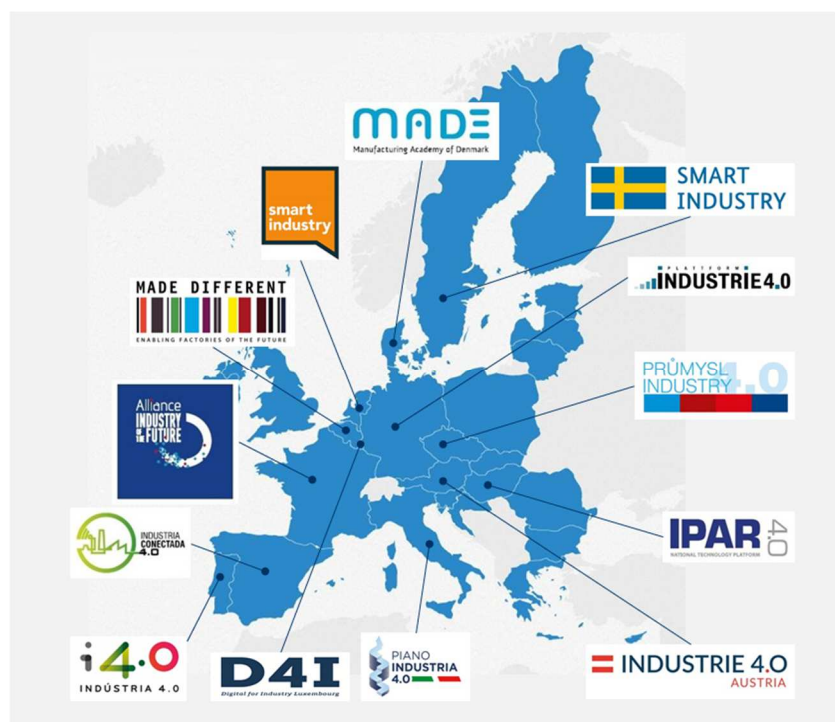 MADE
Manufacturing Academy of Denmark
smart
industry
SMART
INDUSTRY
PLATTFORM
INDUSTRIE4.0
MADE DIFFERENT
ENABLING FACTORIES OF THE FUTURE
PRŮMYSL
INDUSTRY 4.0
Alliance
INDUSTRY
OF THE FUTURE
INDUSTRIA
CONECTADA
4.0
IPAR 4.0
NATIONAL TECHNOLOGY PLATFORM
i4.0
INDÚSTRIA 4.0
D4I
Digital for Industry Luxembourg
PIANO
INDUSTRIA
4.0
INDUSTRIE 4.0
AUSTRIA